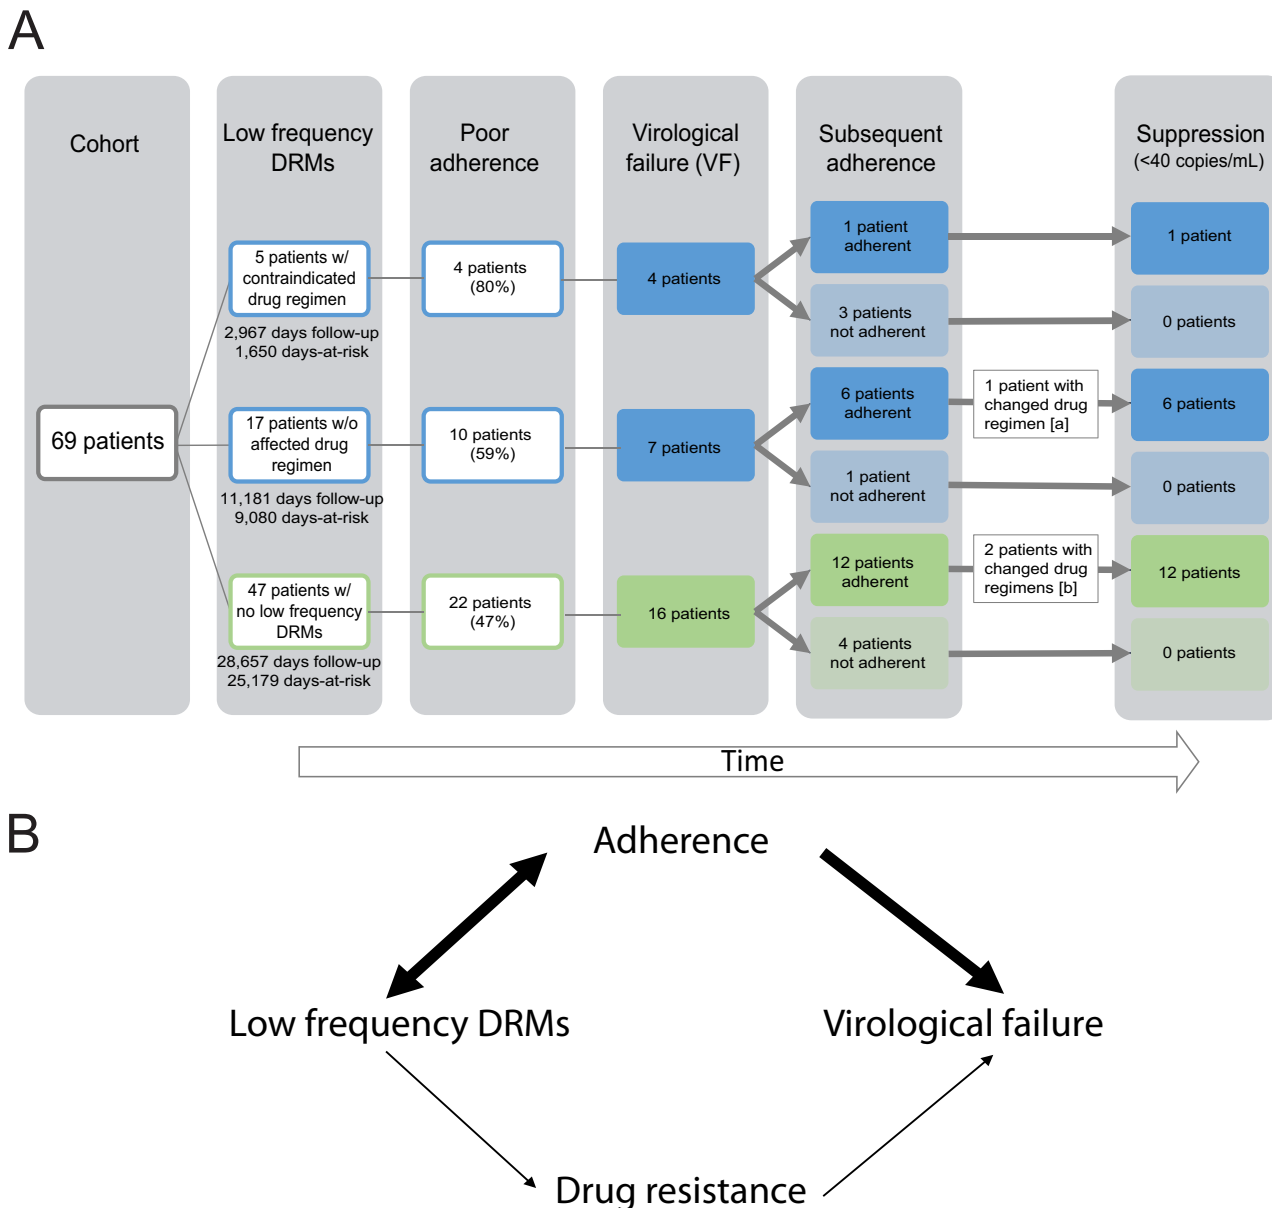 A
Cohort
Low frequency
DRMs
Poor
adherence
Virological
failure (VF)
Subsequent
adherence
Suppression
(<40 copies/mL)
69 patients
5 patients w/
contraindicated
drug regimen
2,967 days follow-up
1,650 days-at-risk
4 patients
(80%)
4 patients
1 patient
adherent
1 patient
3 patients
not adherent
0 patients
17 patients w/o
affected drug
regimen
11,181 days follow-up
9,080 days-at-risk
10 patients
(59%)
7 patients
6 patients
adherent
1 patient with
changed drug
regimen [a]
6 patients
1 patient
not adherent
0 patients
47 patients w/
no low frequency
DRMs
28,657 days follow-up
25,179 days-at-risk
22 patients
(47%)
16 patients
12 patients
adherent
2 patients with
changed drug
regimens [b]
12 patients
4 patients
not adherent
0 patients
Time
B
Adherence
Low frequency DRMs
Virological failure
Drug resistance